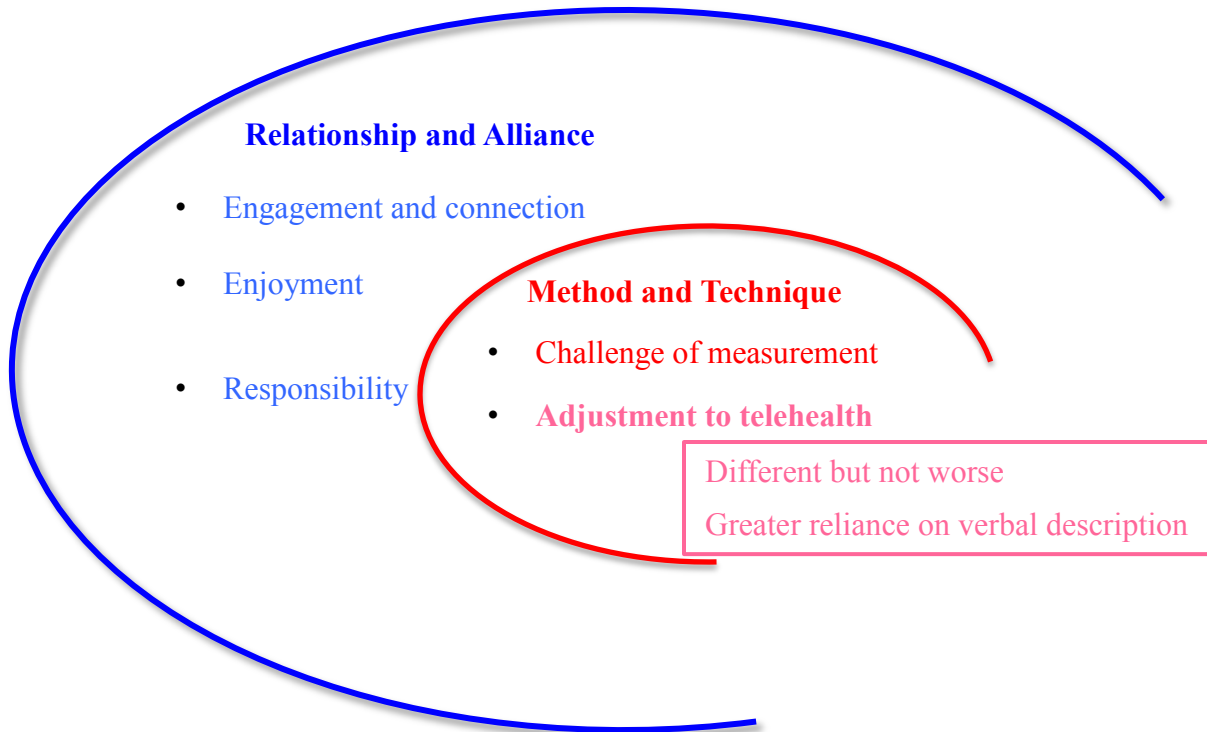 Relationship and Alliance
• Engagement and connection
• Enjoyment
• Responsibility
Method and Technique
• Challenge of measurement
• Adjustment to telehealth
Different but not worse
Greater reliance on verbal description